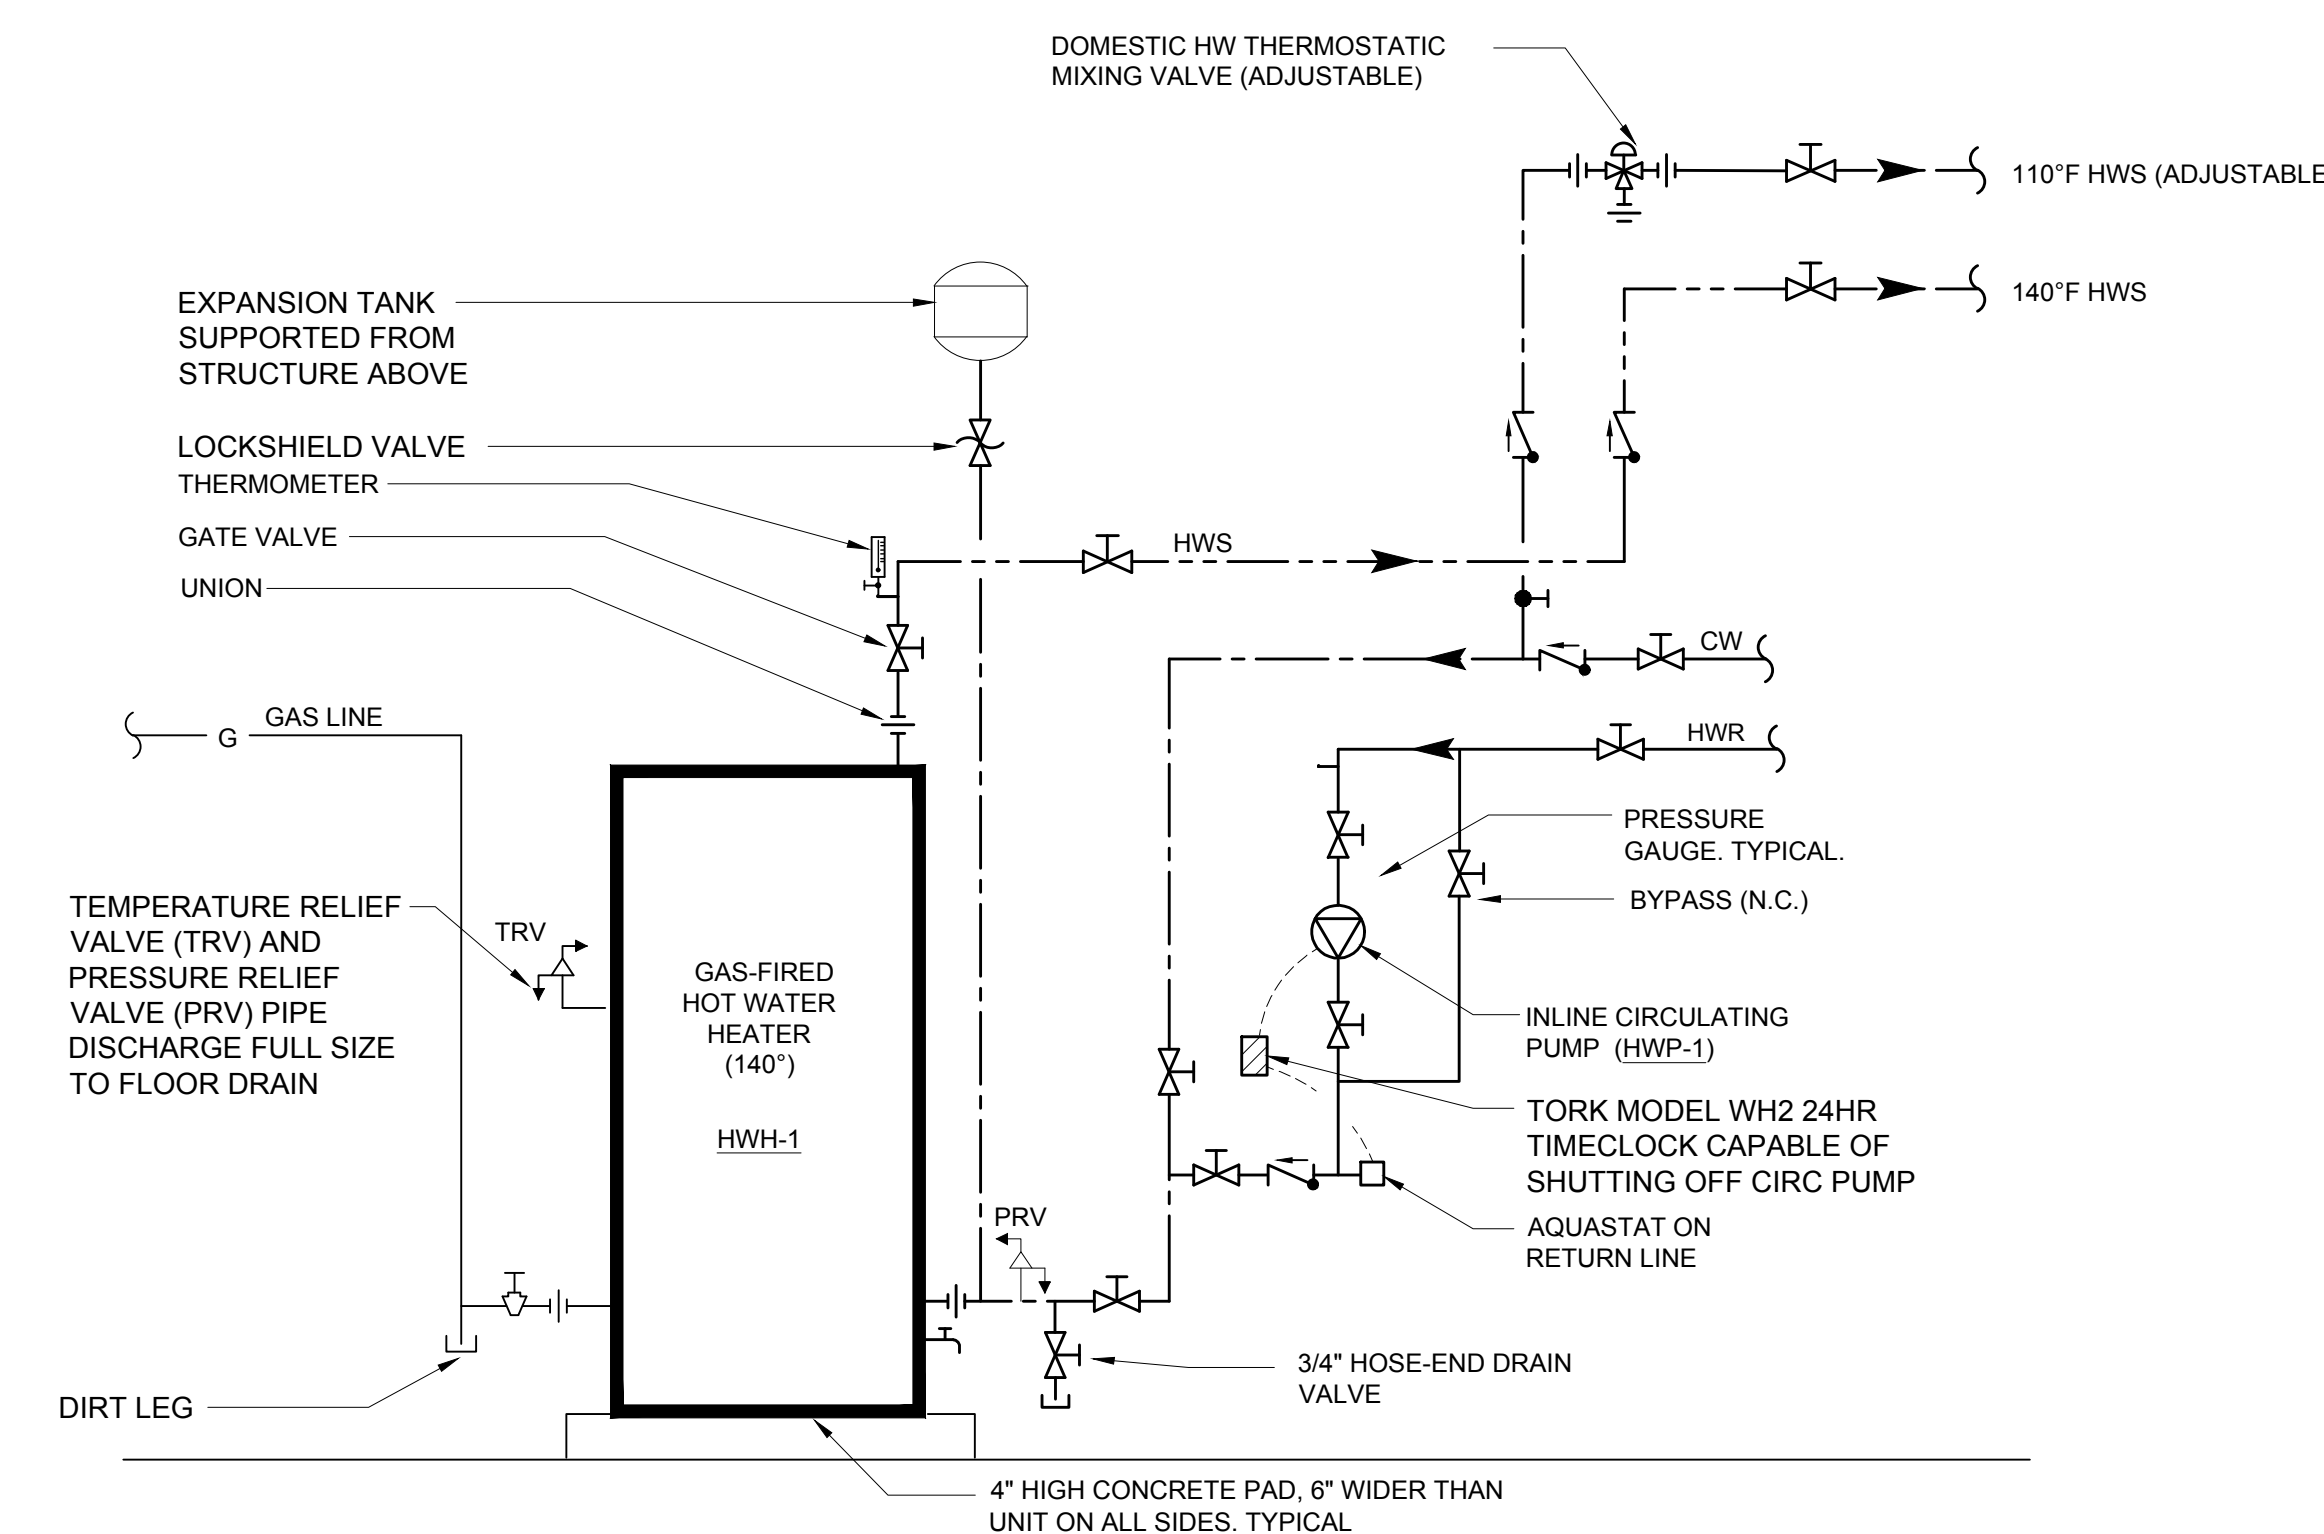 DOMESTIC HW THERMOSTATIC
MIXING VALVE (ADJUSTABLE)
110°F HWS (ADJUSTABLE
140°F HWS
EXPANSION TANK
SUPPORTED FROM
STRUCTURE ABOVE
LOCKSHIELD VALVE
THERMOMETER
GATE VALVE
UNION
HWS
CW
GAS LINE
G
HWR
PRESSURE
GAUGE. TYPICAL.
BYPASS (N.C.)
TEMPERATURE RELIEF
VALVE (TRV) AND
PRESSURE RELIEF
VALVE (PRV) PIPE
DISCHARGE FULL SIZE
TO FLOOR DRAIN
TRV
GAS-FIRED
HOT WATER
HEATER
(140°)
HWH-1
INLINE CIRCULATING
PUMP (HWP-1)
TORK MODEL WH2 24HR
TIMECLOCK CAPABLE OF
SHUTTING OFF CIRC PUMP
AQUASTAT ON
RETURN LINE
PRV
3/4" HOSE-END DRAIN
VALVE
DIRT LEG
4" HIGH CONCRETE PAD, 6" WIDER THAN
UNIT ON ALL SIDES. TYPICAL